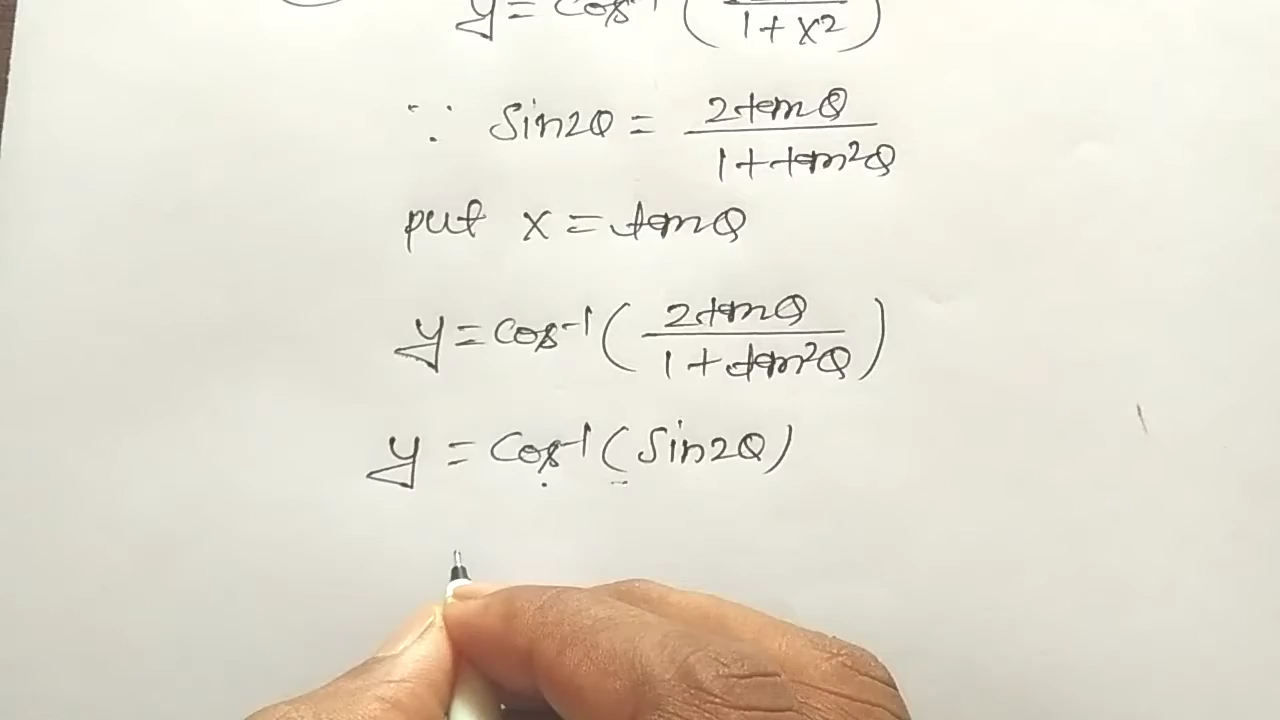 y = cos⁻¹ ( / 1 + x² )
∵ Sin2θ = 2tanθ / 1 + tan²θ
put x = tanθ
y = cos⁻¹ ( 2tanθ / 1 + tan²θ )
y = cos⁻¹ ( Sin2θ )